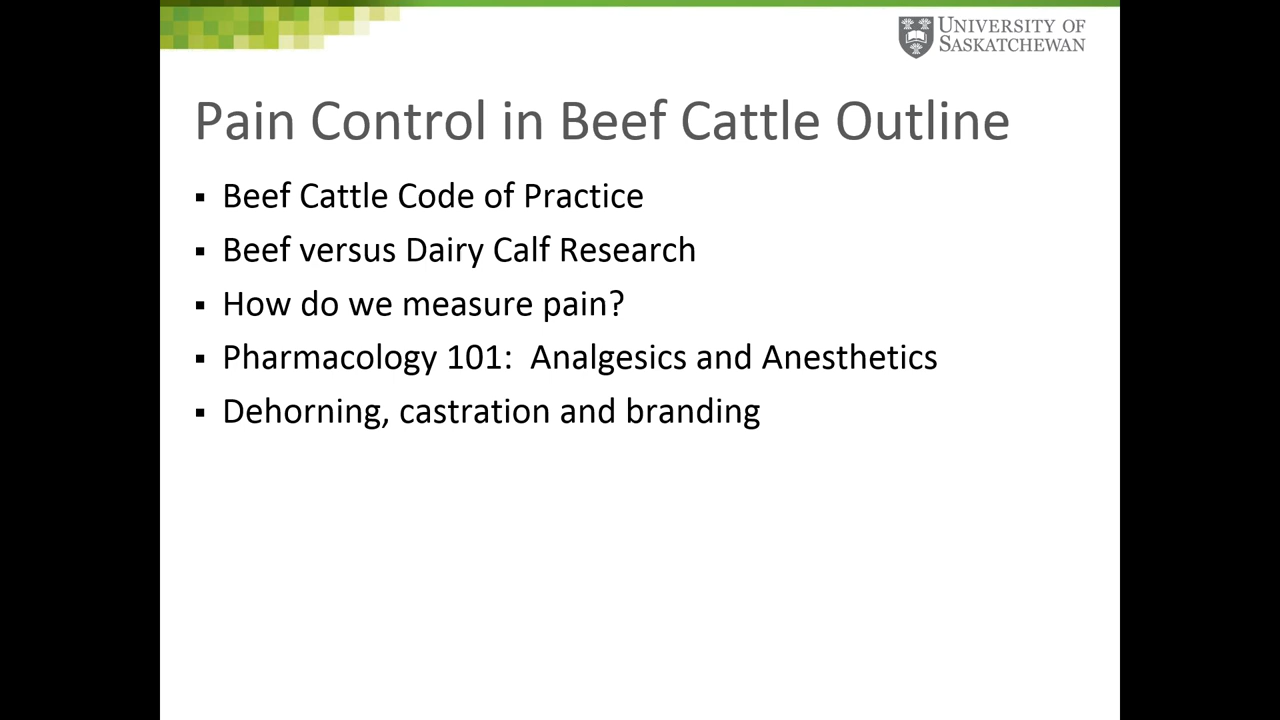 UNIVERSITY OF
SASKATCHEWAN
Pain Control in Beef Cattle Outline
▪ Beef Cattle Code of Practice
▪ Beef versus Dairy Calf Research
▪ How do we measure pain?
▪ Pharmacology 101:  Analgesics and Anesthetics
▪ Dehorning, castration and branding